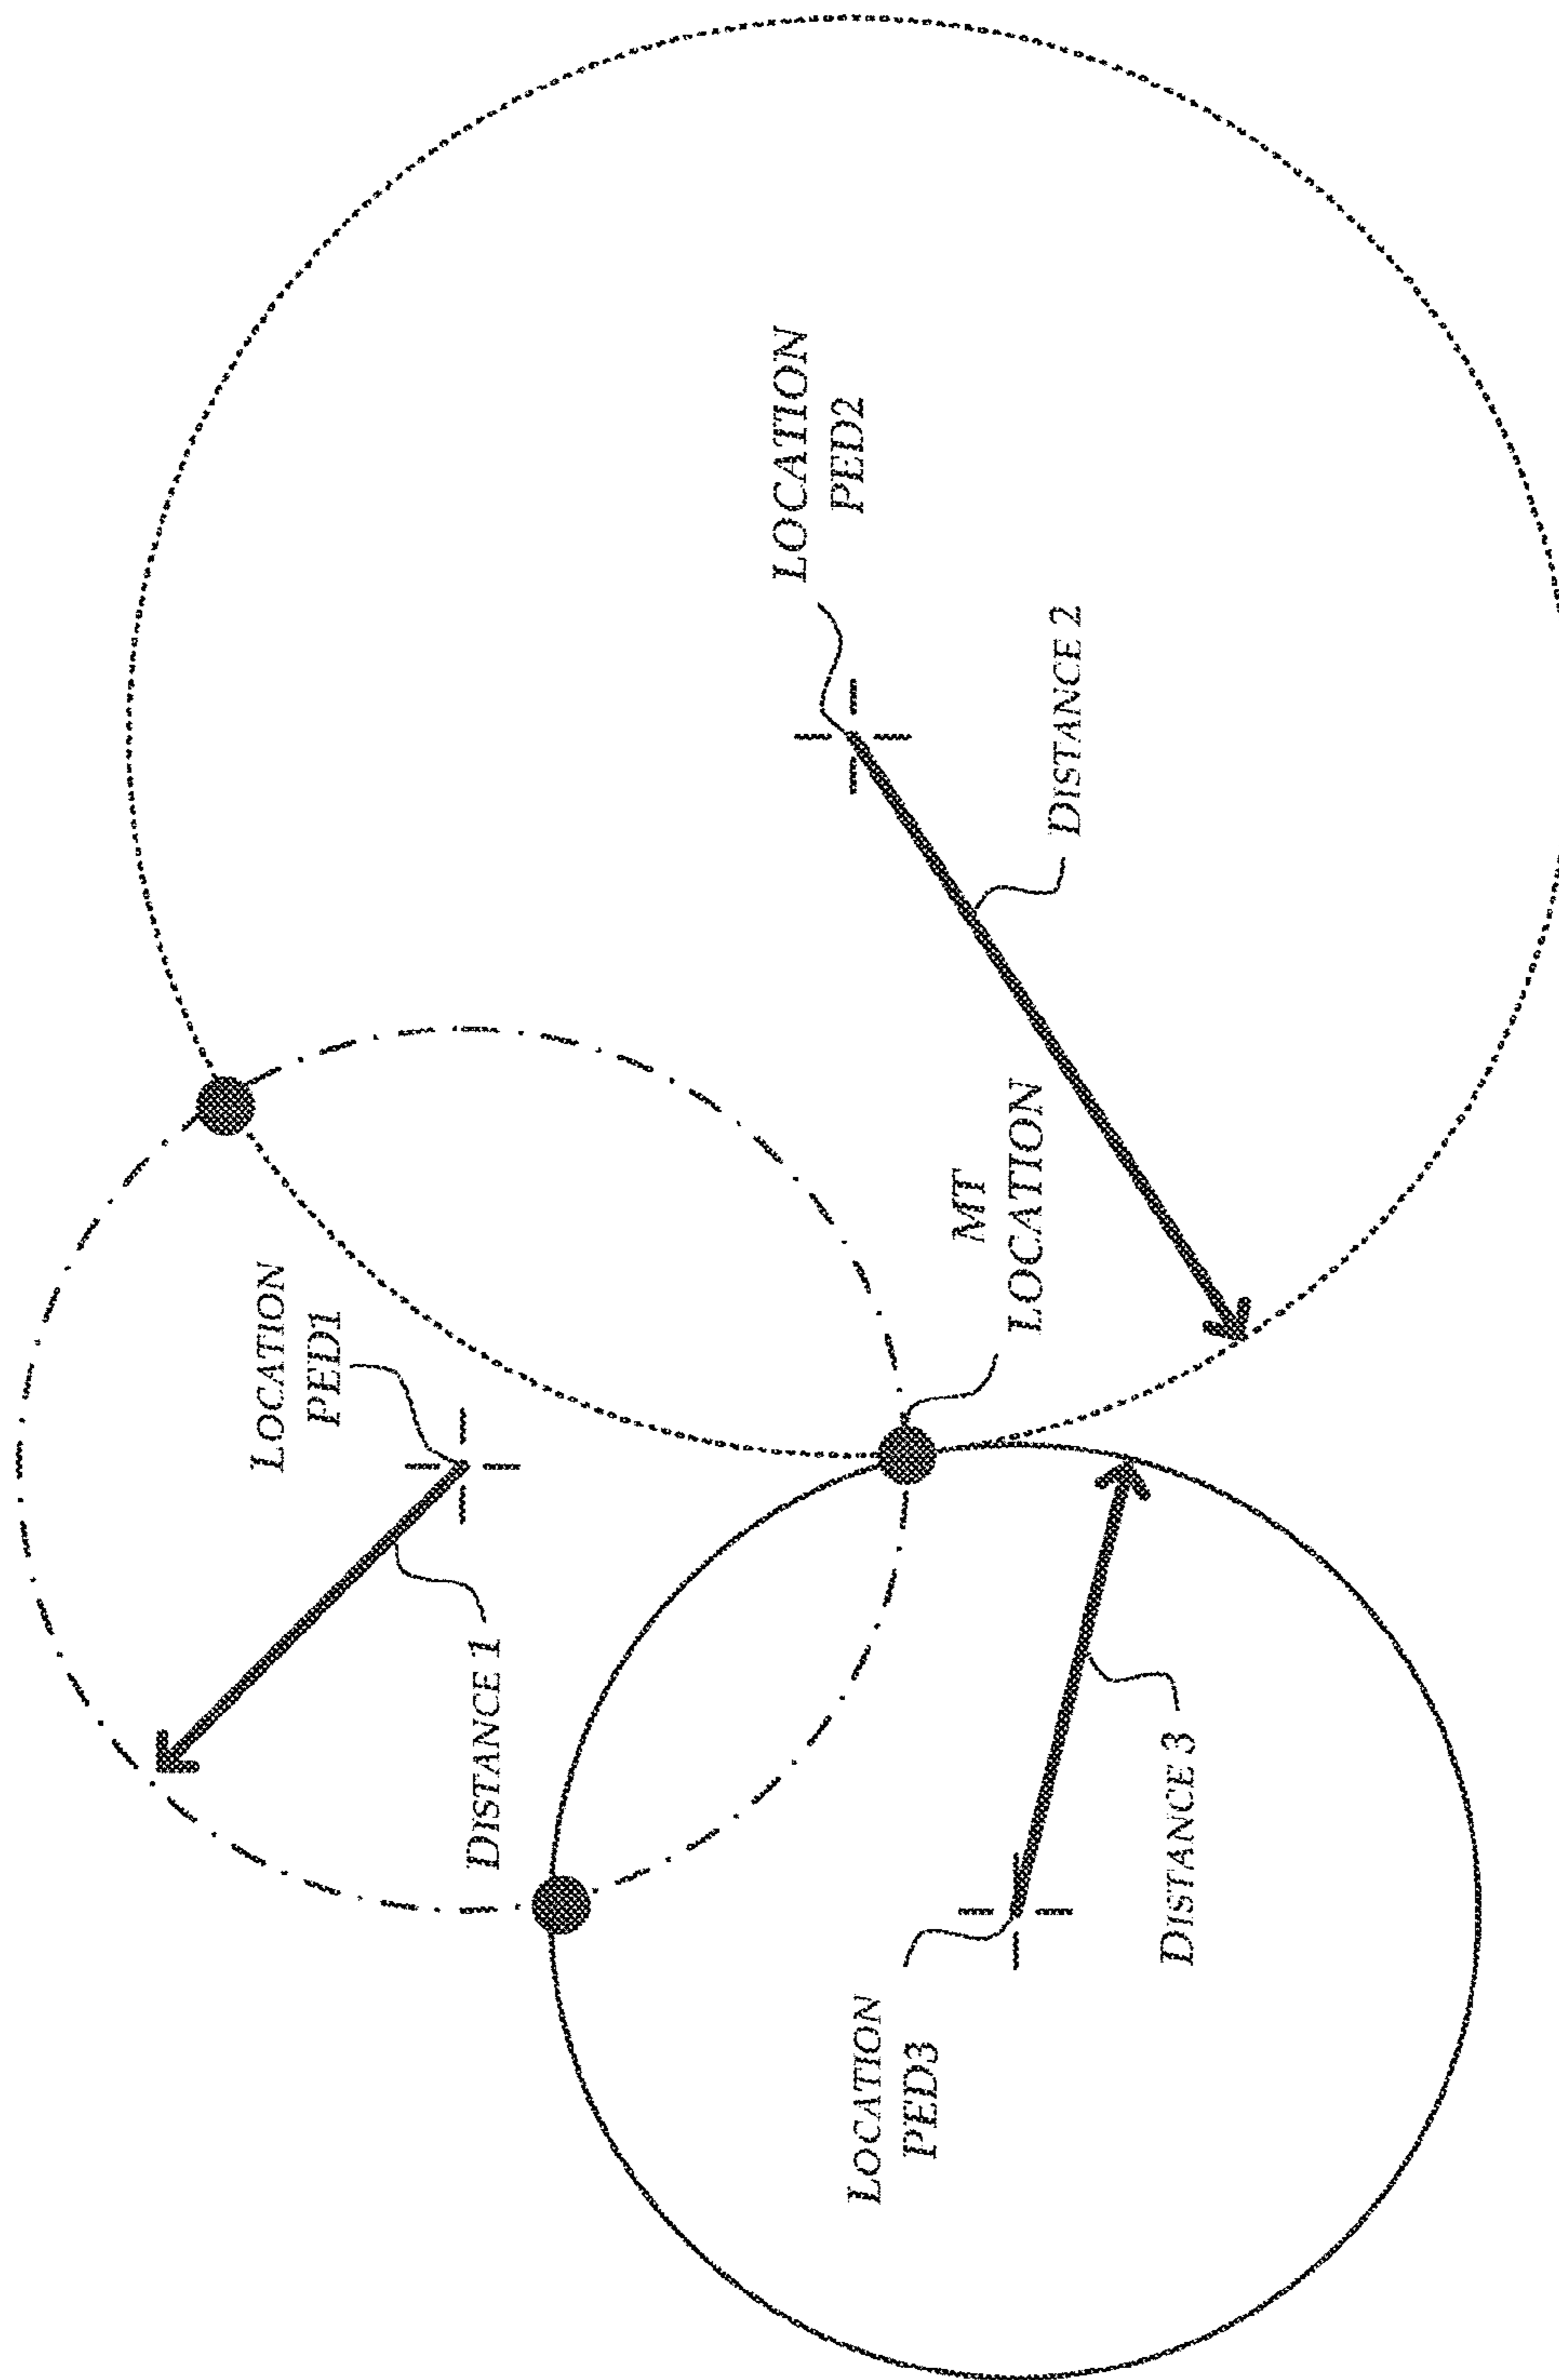 LOCATION
PED1
DISTANCE 1
LOCATION
PED2
DISTANCE 2
MT
LOCATION
LOCATION
PED3
DISTANCE 3